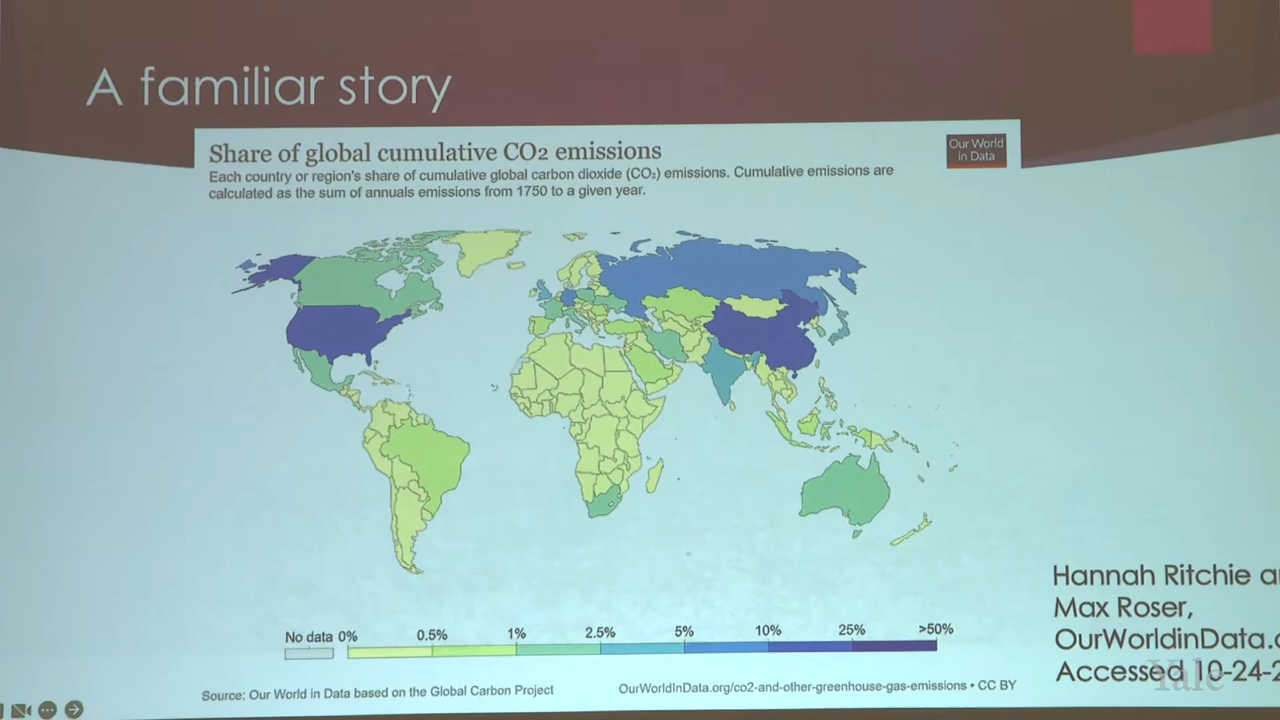 A familiar story
Share of global cumulative CO2 emissions
Our World
in Data
Each country or region's share of cumulative global carbon dioxide (CO₂) emissions. Cumulative emissions are
calculated as the sum of annuals emissions from 1750 to a given year.
No data 0% 0.5% 1% 2.5% 5% 10% 25% >50%
Source: Our World in Data based on the Global Carbon Project
OurWorldInData.org/co2-and-other-greenhouse-gas-emissions • CC BY
Hannah Ritchie
Max Roser,
OurWorldinData.
Accessed 10-24-
Yale